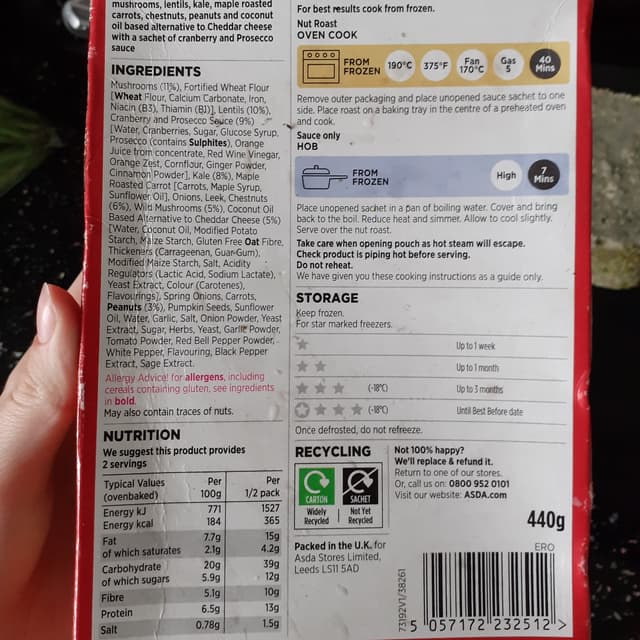 mushrooms, lentils, kale, maple roasted
carrots, chestnuts, peanuts and coconut
oil based alternative to Cheddar cheese
with a sachet of cranberry and Prosecco
sauce
INGREDIENTS
Mushrooms (11%), Fortified Wheat Flour
[Wheat Flour, Calcium Carbonate, Iron,
Niacin (B3), Thiamin (B1)], Lentils (10%),
Cranberry and Prosecco Sauce (9%)
[Water, Cranberries, Sugar, Glucose Syrup,
Prosecco (contains Sulphites), Orange
Juice from concentrate, Red Wine Vinegar,
Orange Zest, Cornflour, Ginger Powder,
Cinnamon Powder], Kale (8%), Maple
Roasted Carrot [Carrots, Maple Syrup,
Sunflower Oil], Onions, Leek, Chestnuts
(6%), Wild Mushrooms (5%), Coconut Oil
Based Alternative to Cheddar Cheese (5%)
[Water, Coconut Oil, Modified Potato
Starch, Maize Starch, Gluten Free Oat Fibre,
Thickeners (Carrageenan, Guar Gum),
Modified Maize Starch, Salt, Acidity
Regulators (Lactic Acid, Sodium Lactate),
Yeast Extract, Colour (Carotenes),
Flavourings], Spring Onions, Carrots,
Peanuts (3%), Pumpkin Seeds, Sunflower
Oil, Water, Garlic, Salt, Onion Powder, Yeast
Extract, Sugar, Herbs, Yeast, Garlic Powder,
Tomato Powder, Red Bell Pepper Powder,
White Pepper, Flavouring, Black Pepper
Extract, Sage Extract.
Allergy Advice! for allergens, including
cereals containing gluten, see ingredients
in bold.
May also contain traces of nuts.
NUTRITION
We suggest this product provides
2 servings
Typical Values (ovenbaked) Per 100g Per 1/2 pack
Energy kJ 771 1527
Energy kcal 184 365
Fat 7.7g 15g
of which saturates 2.1g 4.2g
Carbohydrate 20g 39g
of which sugars 5.9g 12g
Fibre 5.1g 10g
Protein 6.5g 13g
Salt 0.78g 1.5g
For best results cook from frozen.
Nut Roast
OVEN COOK
FROM FROZEN 190°C 375°F Fan 170°C Gas 5 40 Mins
Remove outer packaging and place unopened sauce sachet to one
side. Place roast on a baking tray in the centre of a preheated oven
and cook.
Sauce only
HOB
FROM FROZEN High 7 Mins
Place unopened sachet in a pan of boiling water. Cover and bring
back to the boil. Reduce heat and simmer. Allow to cool slightly.
Serve over the nut roast.
Take care when opening pouch as hot steam will escape.
Check product is piping hot before serving.
Do not reheat.
We have given you these cooking instructions as a guide only.
STORAGE
Keep frozen.
For star marked freezers.
Up to 1 week
Up to 1 month
(-18°C) Up to 3 months
(-18°C) Until Best Before date
Once defrosted, do not refreeze.
RECYCLING
CARTON SACHET
Widely Recycled Not Yet Recycled
Not 100% happy?
We'll replace & refund it.
Return to one of our stores.
Or, call us on: 0800 952 0101
Visit our website: ASDA.com
440g
Packed in the U.K. for
Asda Stores Limited,
Leeds LS11 5AD
ERO
73192V1/38261
5 057172 232512 >